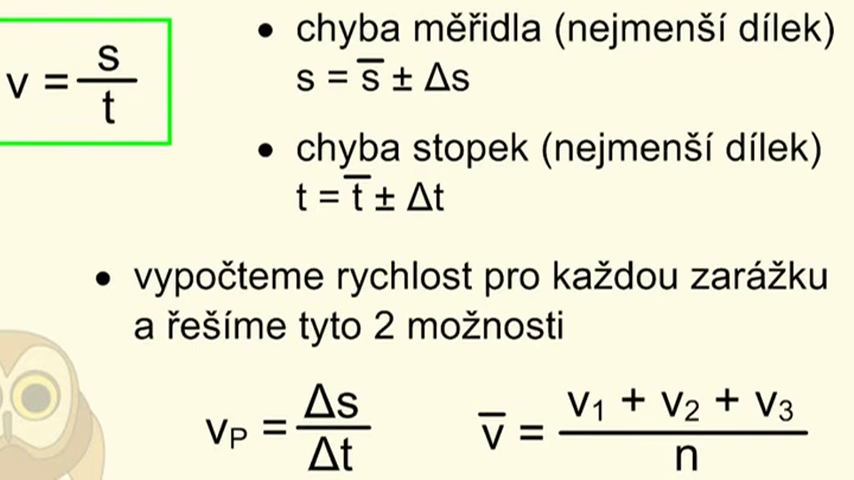 v = s/t
• chyba měřidla (nejmenší dílek)
s = s̅ ± Δs
• chyba stopek (nejmenší dílek)
t = t̅ ± Δt
• vypočteme rychlost pro každou zarážku
a řešíme tyto 2 možnosti
vₚ = Δs/Δt
v̅ = (v₁ + v₂ + v₃)/n